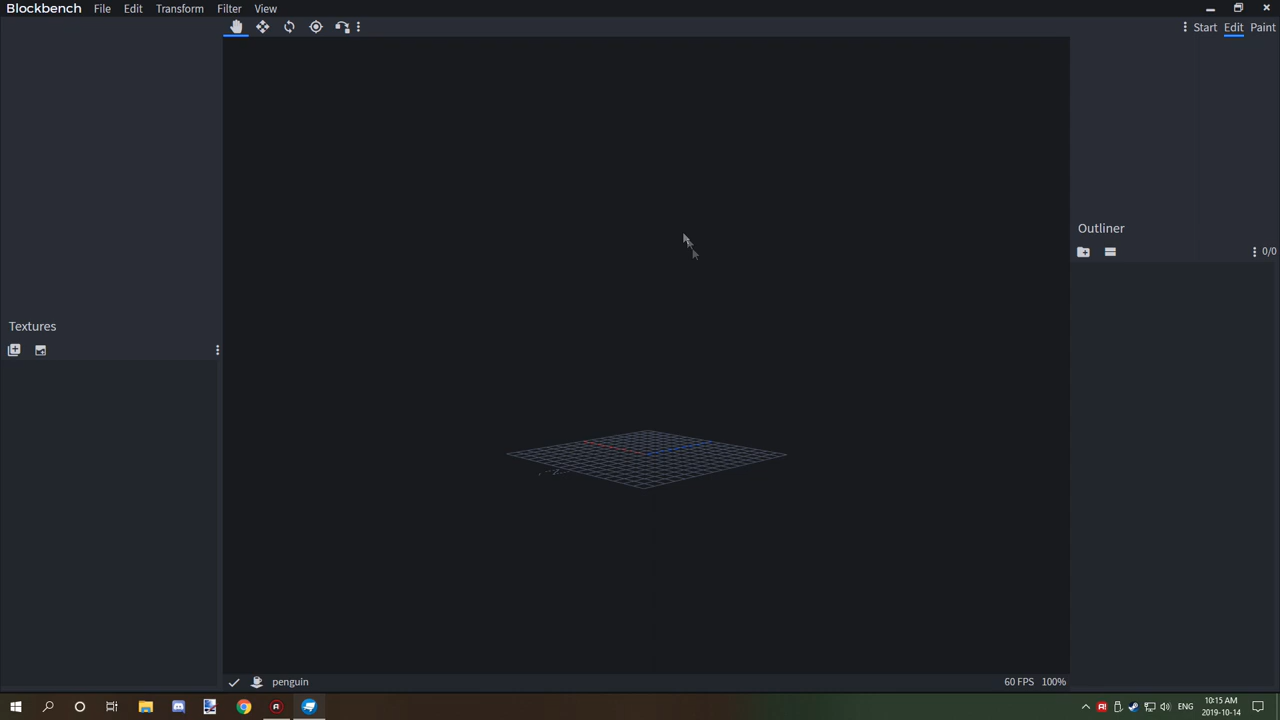 Blockbench File Edit Transform Filter View
Start Edit Paint
Outliner
0/0
Textures
penguin 60 FPS 100%
ENG 10:15 AM
2019-10-14